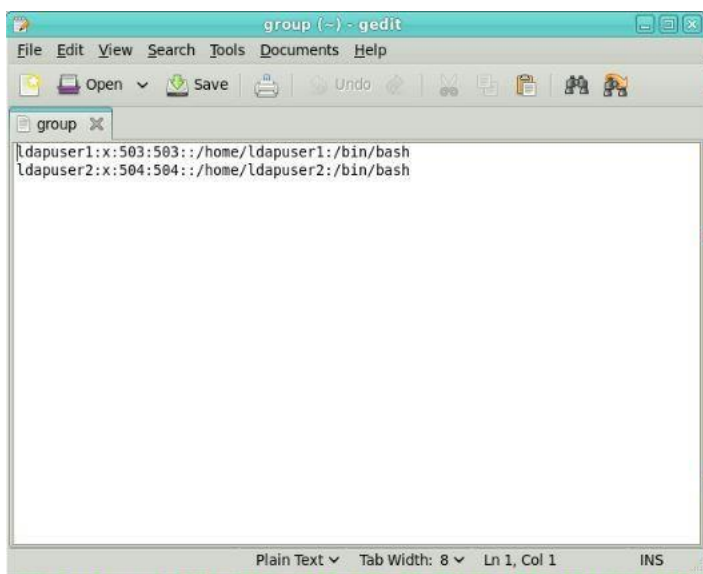 group (~) - gedit
File Edit View Search Tools Documents Help
Open Save Undo
group
ldapuser1:x:503:503::/home/ldapuser1:/bin/bash
ldapuser2:x:504:504::/home/ldapuser2:/bin/bash
Plain Text Tab Width: 8 Ln 1, Col 1 INS